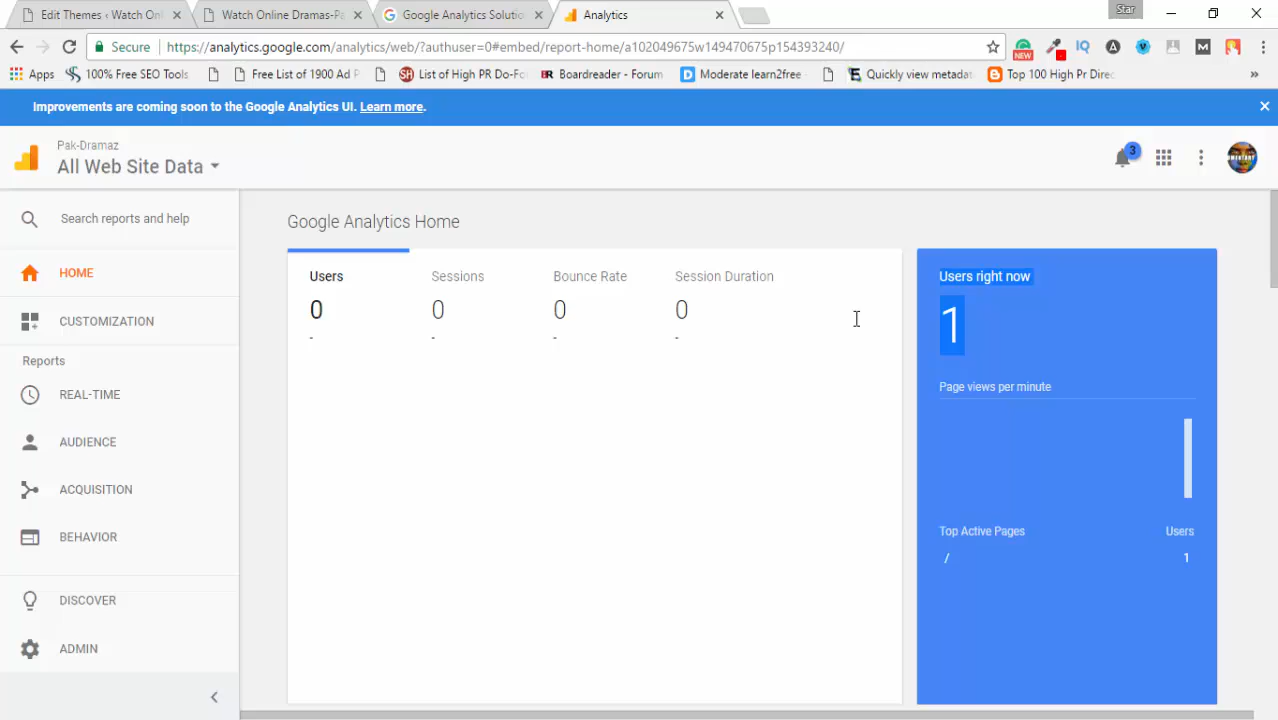 Edit Themes ‹ Watch Onl
Watch Online Dramas-Pa
Google Analytics Solutio
Analytics
Star
Secure
https://analytics.google.com/analytics/web/?authuser=0#embed/report-home/a102049675w149470675p154393240/
NEW
IQ
A
M
Apps
100% Free SEO Tools
Free List of 1900 Ad P
SH List of High PR Do-Fo
BR Boardreader - Forum
D Moderate learn2free
Quickly view metadat
Top 100 High Pr Direc
»
Improvements are coming soon to the Google Analytics UI. Learn more.
Pak-Dramaz
All Web Site Data
3
Search reports and help
HOME
CUSTOMIZATION
Reports
REAL-TIME
AUDIENCE
ACQUISITION
BEHAVIOR
DISCOVER
ADMIN
Google Analytics Home
Users
Sessions
Bounce Rate
Session Duration
0
0
0
0
-
-
-
-
Users right now
1
Page views per minute
Top Active Pages
Users
/
1